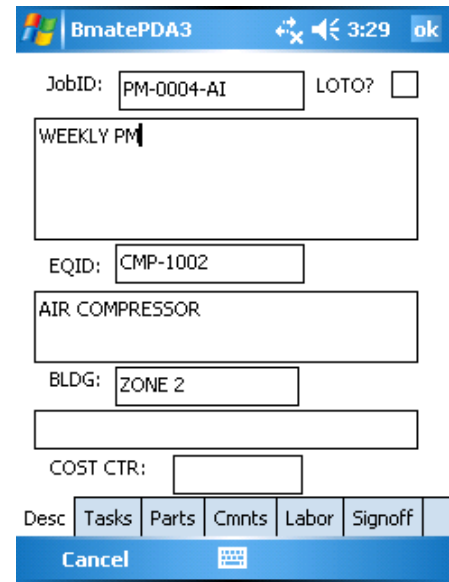 BmatePDA3 3:29 ok
JobID: PM-0004-AI LOTO?
WEEKLY PM
EQID: CMP-1002
AIR COMPRESSOR
BLDG: ZONE 2
COST CTR:
Desc Tasks Parts Cmnts Labor Signoff
Cancel